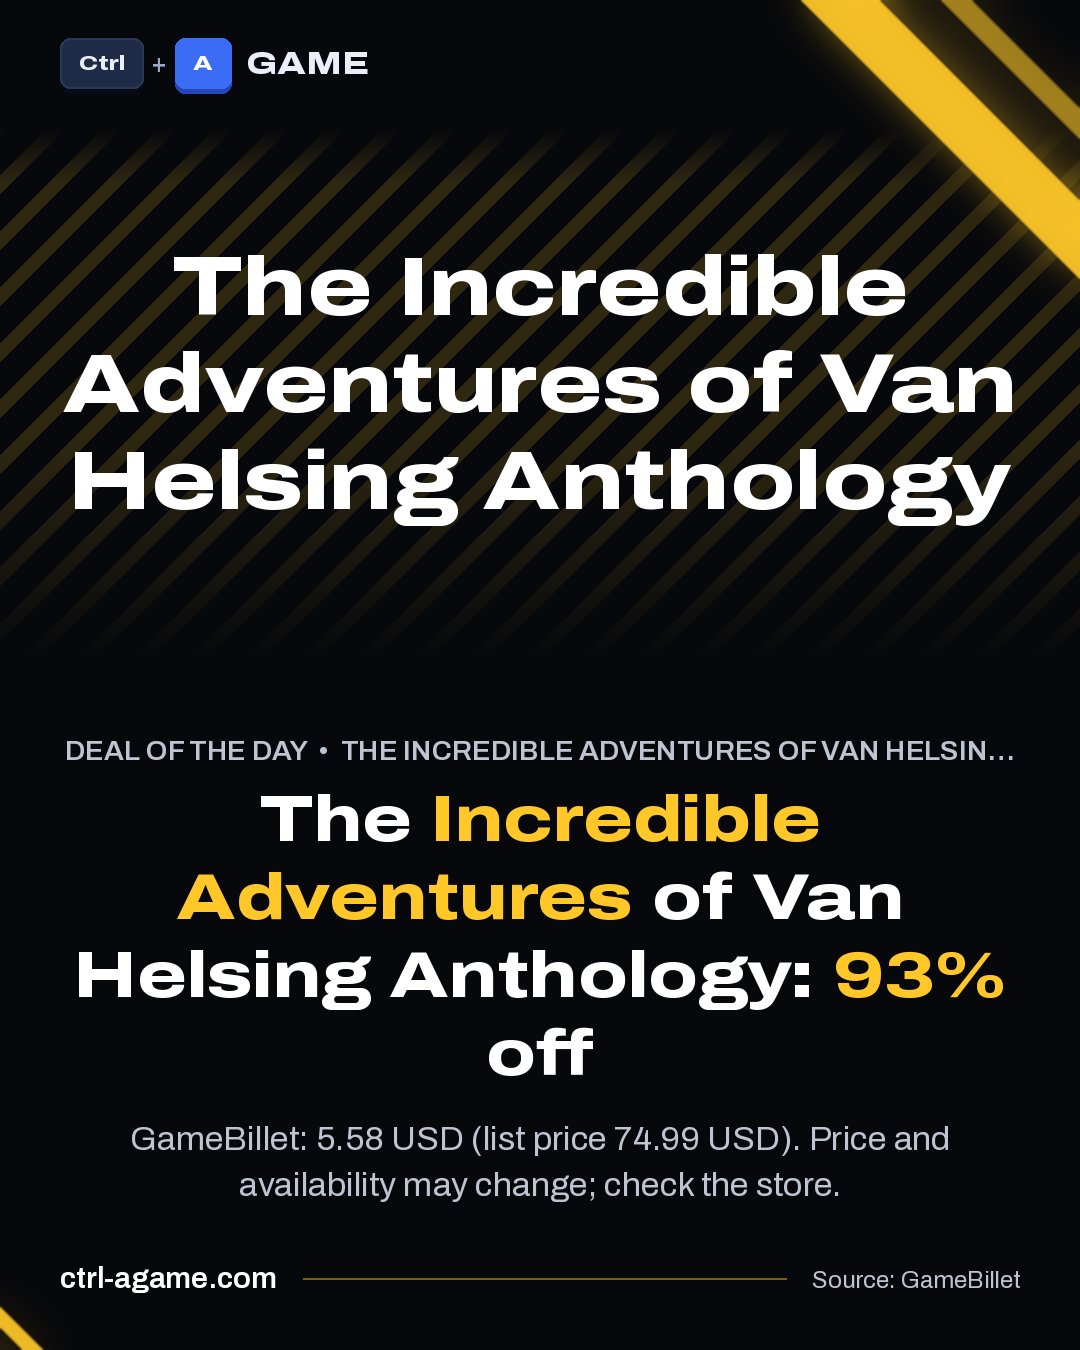 Ctrl + A GAME
The Incredible
Adventures of Van
Helsing Anthology
DEAL OF THE DAY • THE INCREDIBLE ADVENTURES OF VAN HELSIN...
The Incredible
Adventures of Van
Helsing Anthology: 93%
off
GameBillet: 5.58 USD (list price 74.99 USD). Price and
availability may change; check the store.
ctrl-agame.com
Source: GameBillet